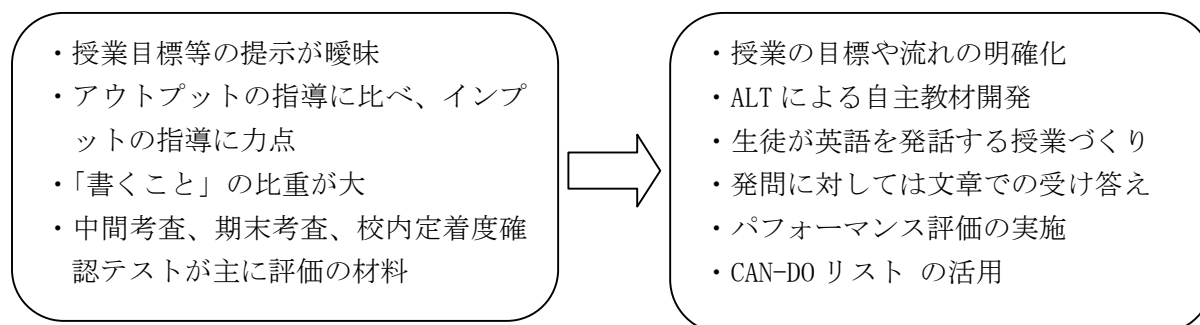 ・授業目標等の提示が曖昧
・アウトプットの指導に比べ、インプ
ットの指導に力点
・「書くこと」の比重が大
・中間考査、期末考査、校内定着度確
認テストが主に評価の材料
・授業の目標や流れの明確化
・ALT による自主教材開発
・生徒が英語を発話する授業づくり
・発問に対しては文章での受け答え
・パフォーマンス評価の実施
・CAN-DO リスト の活用